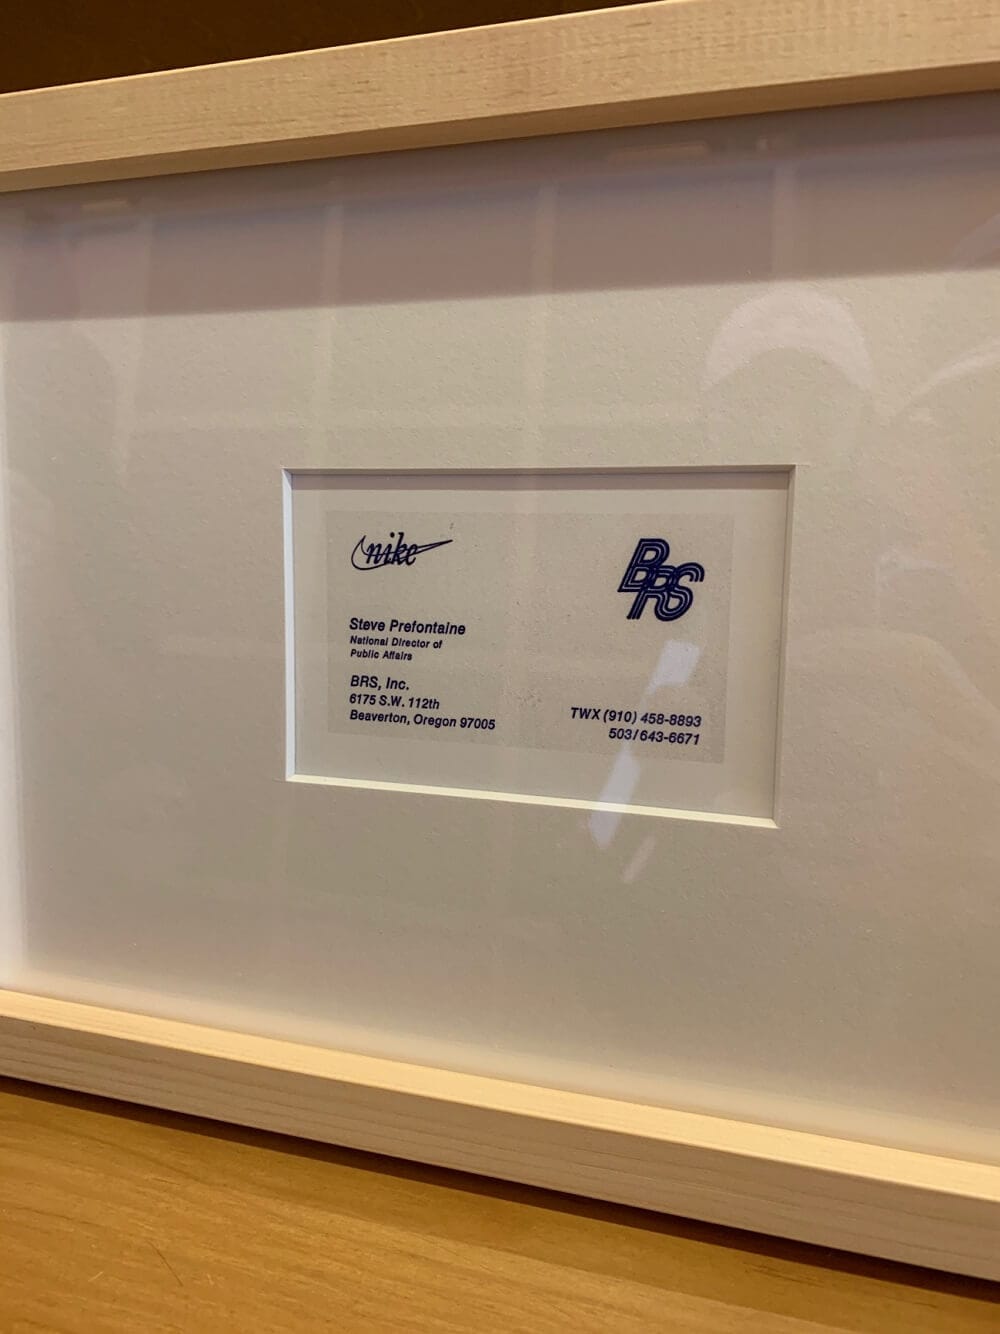 nike
BRS
Steve Prefontaine
National Director of
Public Affairs
BRS, Inc.
6175 S.W. 112th
Beaverton, Oregon 97005
TWX (910) 458-8893
503/643-6671